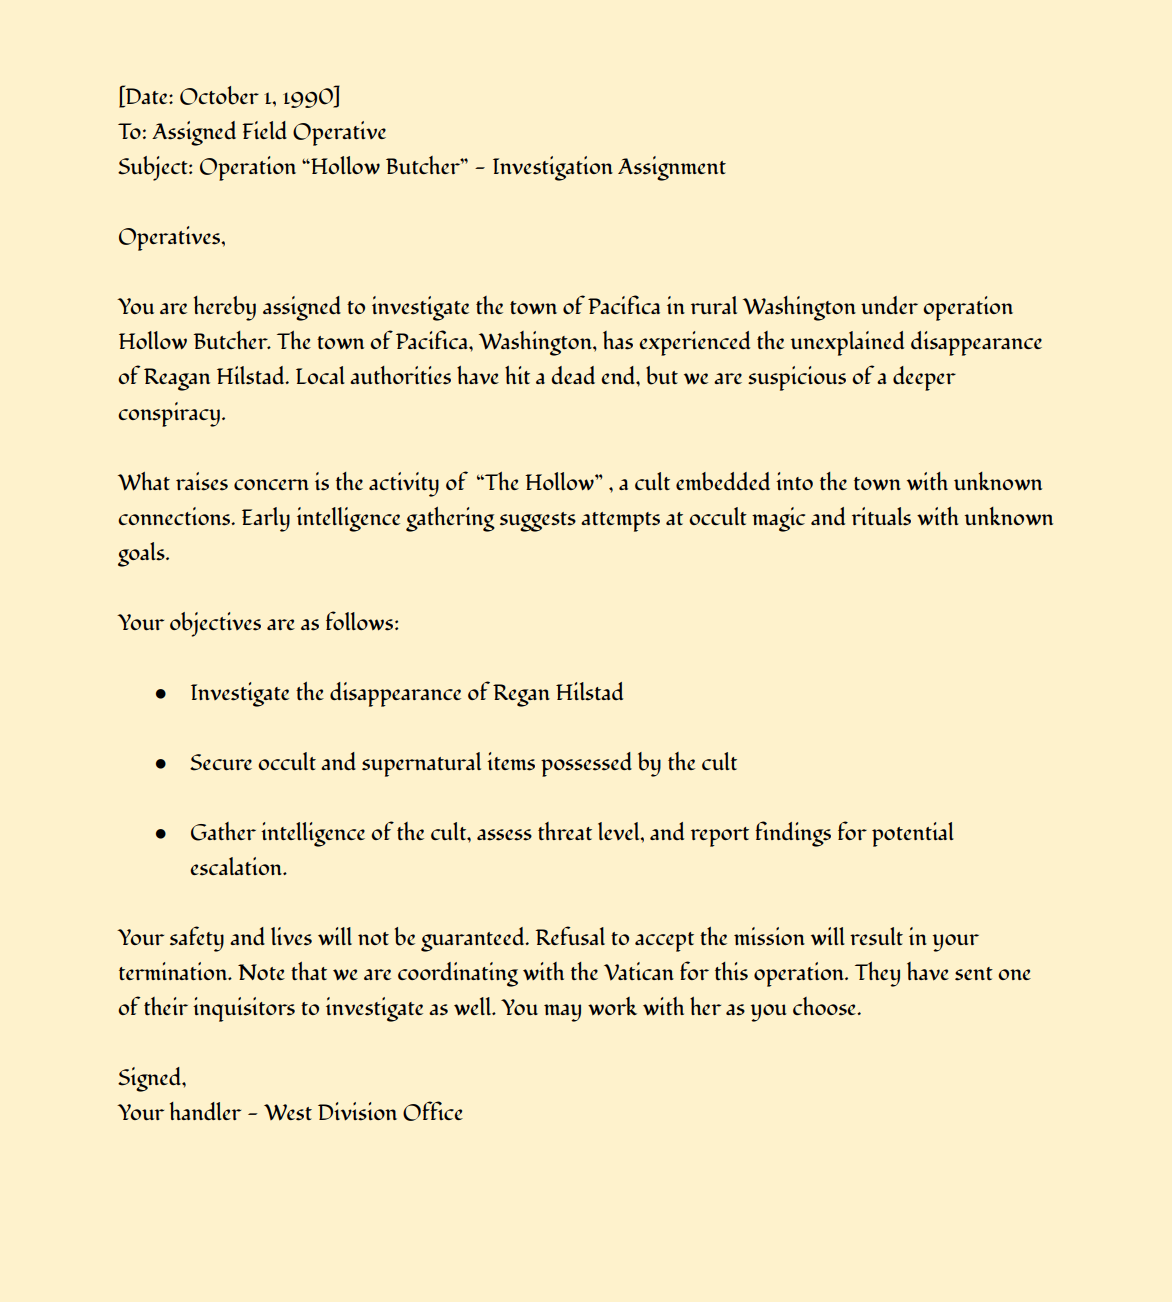 [Date: October 1, 1990]
To: Assigned Field Operative
Subject: Operation “Hollow Butcher” – Investigation Assignment
Operatives,
You are hereby assigned to investigate the town of Pacifica in rural Washington under operation
Hollow Butcher. The town of Pacifica, Washington, has experienced the unexplained disappearance
of Reagan Hilstad. Local authorities have hit a dead end, but we are suspicious of a deeper
conspiracy.
What raises concern is the activity of “The Hollow” , a cult embedded into the town with unknown
connections. Early intelligence gathering suggests attempts at occult magic and rituals with unknown
goals.
Your objectives are as follows:
● Investigate the disappearance of Regan Hilstad
● Secure occult and supernatural items possessed by the cult
● Gather intelligence of the cult, assess threat level, and report findings for potential
escalation.
Your safety and lives will not be guaranteed. Refusal to accept the mission will result in your
termination. Note that we are coordinating with the Vatican for this operation. They have sent one
of their inquisitors to investigate as well. You may work with her as you choose.
Signed,
Your handler – West Division Office